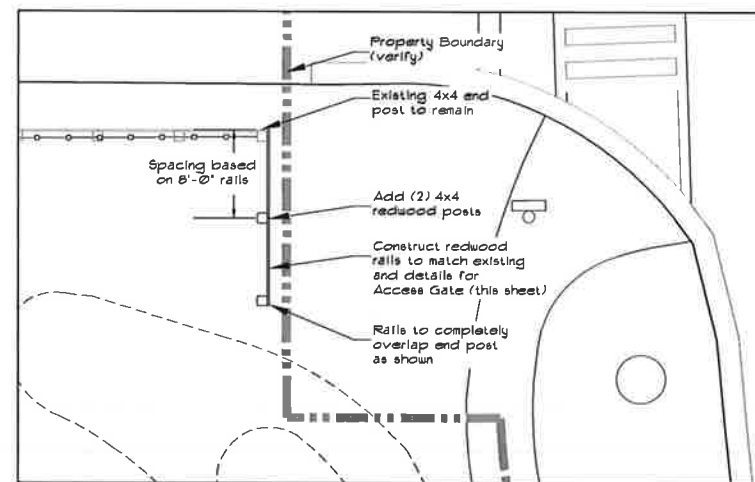 Property Boundary
(verify)
Existing 4x4 end
post to remain
Spacing based
on 8'-0" rails
Add (2) 4x4
redwood posts
Construct redwood
rails to match existing
and details for
Access Gate (this sheet)
Rails to completely
overlap end post
as shown